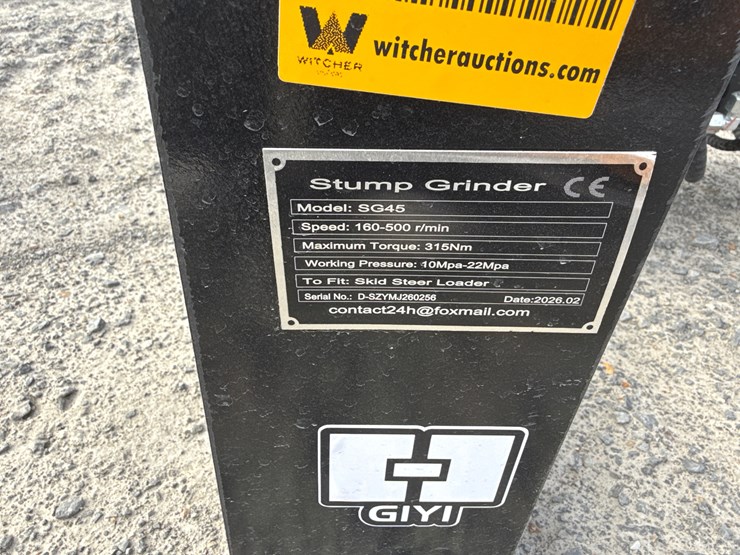 W
WITCHER
witcherauctions.com
Stump Grinder CE
Model: SG45
Speed: 160-500 r/min
Maximum Torque: 315Nm
Working Pressure: 10Mpa-22Mpa
To Fit: Skid Steer Loader
Serial No.: D-SZYMJ260256 Date:2026.02
contact24h@foxmail.com
GIYI